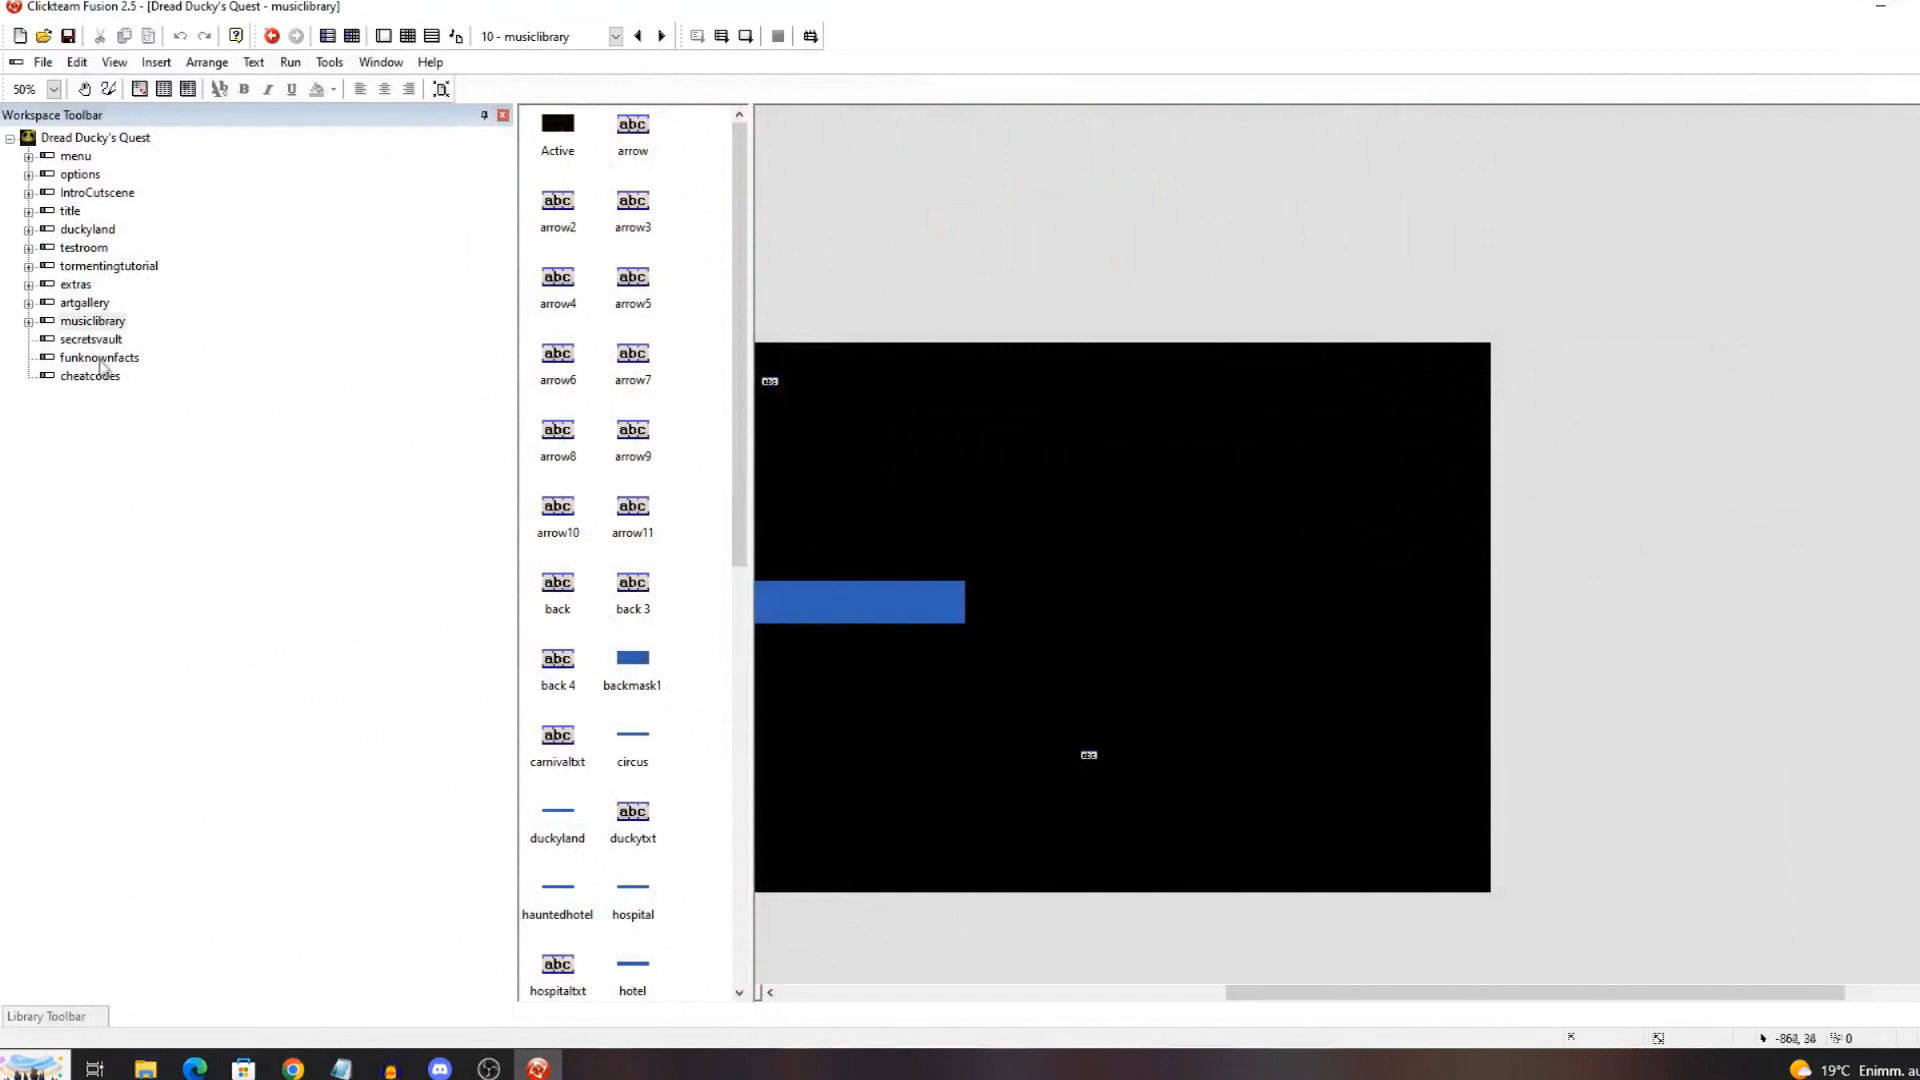 Clickteam Fusion 2.5 - [Dread Ducky's Quest - musiclibrary]
10 - musiclibrary
File Edit View Insert Arrange Text Run Tools Window Help
50% B I U
Workspace Toolbar
Dread Ducky's Quest
menu
options
IntroCutscene
title
duckyland
testroom
tormentingtutorial
extras
artgallery
musiclibrary
secretsvault
funknownfacts
cheatcodes
abc
Active arrow
abc abc
arrow2 arrow3
abc abc
arrow4 arrow5
abc abc
arrow6 arrow7
abc abc
arrow8 arrow9
abc abc
arrow10 arrow11
abc abc
back back 3
abc
back 4 backmask1
abc
carnivaltxt circus
abc
duckyland duckytxt
hauntedhotel hospital
abc
hospitaltxt hotel
abc
abc
Library Toolbar
-868, 38 0
19°C Enimm. au